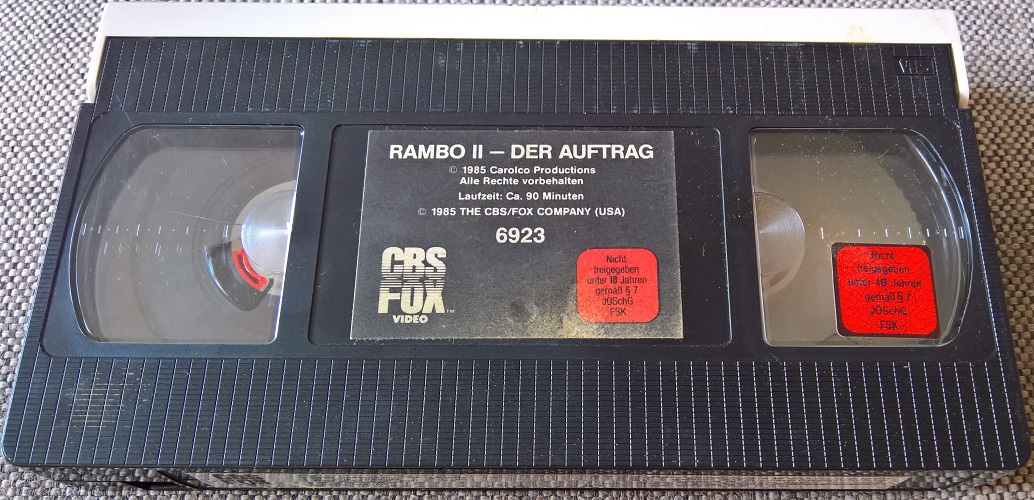 VHS
RAMBO II — DER AUFTRAG
© 1985 Carolco Productions
Alle Rechte vorbehalten
Laufzeit: Ca. 90 Minuten
© 1985 THE CBS/FOX COMPANY (USA)
6923
CBS
FOX
VIDEO
TM
Nicht
freigegeben
unter 18 Jahren
gemäß § 7
JÖSchG
FSK
Nicht
freigegeben
unter 18 Jahren
gemäß § 7
JÖSchG
FSK